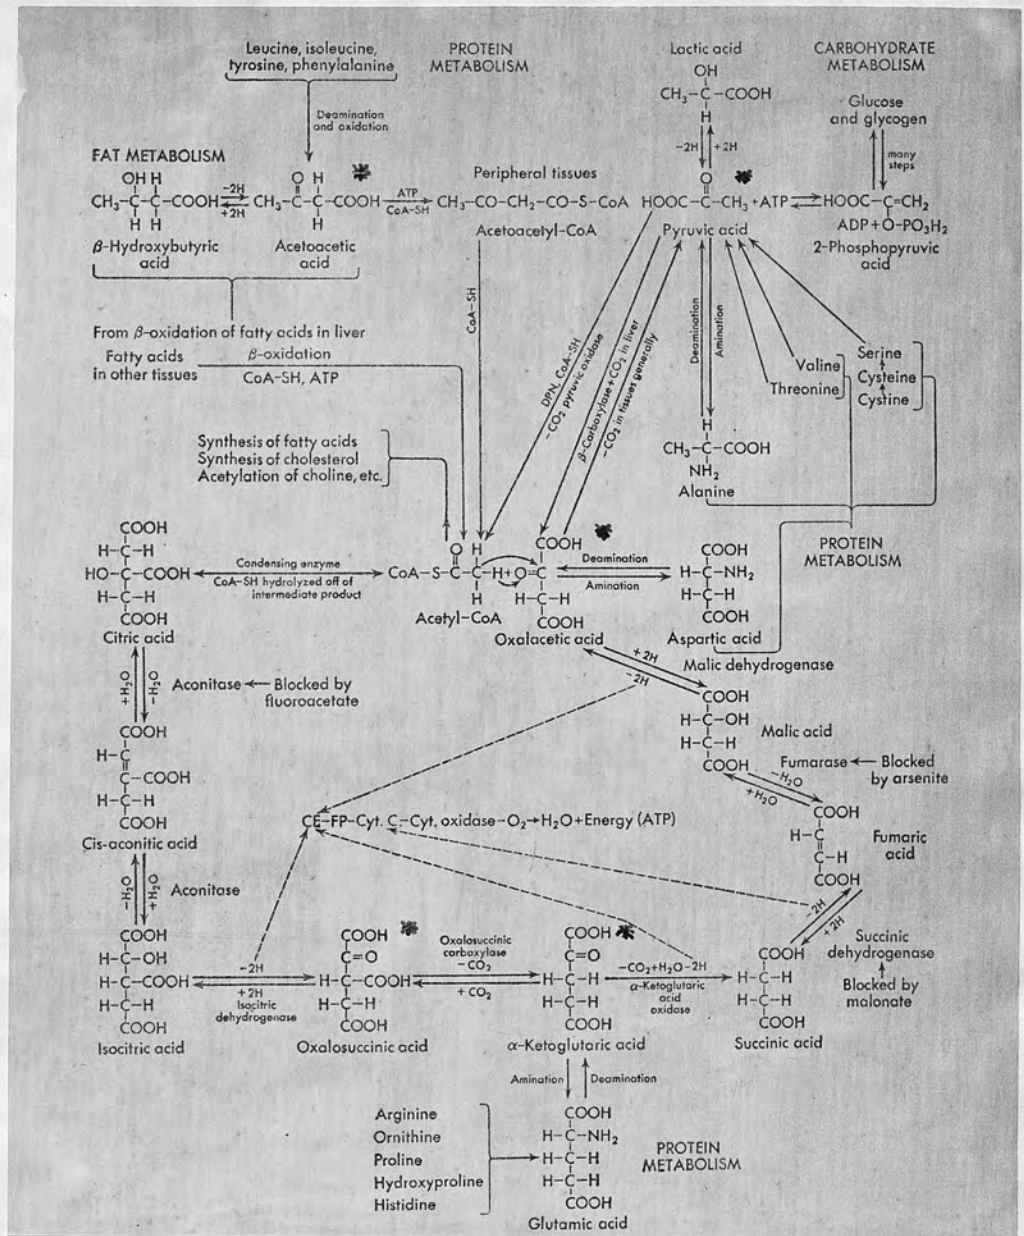 Leucine, isoleucine,
tyrosine, phenylalanine
PROTEIN
METABOLISM
Lactic acid
CARBOHYDRATE
METABOLISM
OH
CH₃-C-COOH
H
Glucose
and glycogen
Deamination
and oxidation
-2H
+2H
many
steps
FAT METABOLISM
OH H
CH₃-C-C-COOH
H H
-2H
+2H
O H
CH₃-C-C-COOH
H
ATP
CoA-SH
Peripheral tissues
CH₃-CO-CH₂-CO-S-CoA
O
HOOC-C-CH₃+ATP
HOOC-C=CH₂
ADP+O-PO₃H₂
β-Hydroxybutyric
acid
Acetoacetic
acid
Acetoacetyl-CoA
Pyruvic acid
2-Phosphopyruvic
acid
From β-oxidation of fatty acids in liver
Fatty acids
in other tissues
β-oxidation
CoA-SH, ATP
CoA-SH
DPN, CoA-SH
-CO₂ pyruvic oxidase
β-Carboxylase+CO₂ in liver
-CO₂ in tissues generally
Deamination
Amination
Valine
Threonine
Serine
Cysteine
Cystine
Synthesis of fatty acids
Synthesis of cholesterol
Acetylation of choline, etc.
H
CH₃-C-COOH
NH₂
Alanine
COOH
H-C-H
HO-C-COOH
H-C-H
COOH
Citric acid
Condensing enzyme
CoA-SH hydrolyzed off of
intermediate product
O H
CoA-S-C-C-H+O=C
H
Acetyl-CoA
COOH
H-C-H
COOH
Oxalacetic acid
Deamination
Amination
COOH
H-C-NH₂
H-C-H
COOH
Aspartic acid
PROTEIN
METABOLISM
+2H
-2H
Malic dehydrogenase
+H₂O
-H₂O
Aconitase
Blocked by
fluoroacetate
COOH
H-C-OH
H-C-H
COOH
Malic acid
COOH
H-C
C-COOH
H-C-H
COOH
Cis-aconitic acid
Fumarase
Blocked
by arsenite
-H₂O
+H₂O
CE-FP-Cyt. C-Cyt. oxidase-O₂→H₂O+Energy (ATP)
COOH
H-C
C-H
COOH
Fumaric
acid
-H₂O
+H₂O
Aconitase
-2H
+2H
Succinic
dehydrogenase
Blocked by
malonate
COOH
H-C-OH
H-C-COOH
H-C-H
COOH
Isocitric acid
-2H
+2H
Isocitric
dehydrogenase
COOH
C=O
H-C-COOH
H-C-H
COOH
Oxalosuccinic acid
Oxalosuccinic
carboxylase
-CO₂
+CO₂
COOH
C=O
H-C-H
H-C-H
COOH
α-Ketoglutaric acid
-CO₂+H₂O-2H
α-Ketoglutaric
acid
oxidase
COOH
H-C-H
H-C-H
COOH
Succinic acid
Amination
Deamination
Arginine
Ornithine
Proline
Hydroxyproline
Histidine
COOH
H-C-NH₂
H-C-H
H-C-H
COOH
Glutamic acid
PROTEIN
METABOLISM